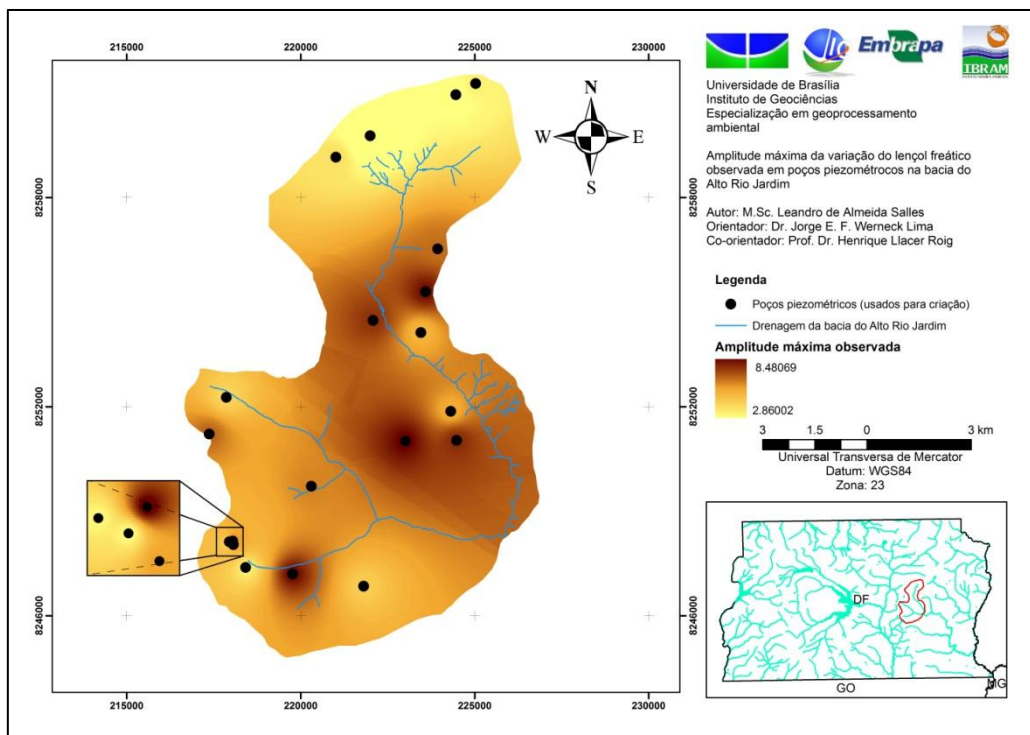 215000
220000
225000
230000
8258000
8252000
8246000
8258000
8252000
8246000
215000
220000
225000
230000
N
W
E
S
Embrapa
IBRAM
Universidade de Brasília
Instituto de Geociências
Especialização em geoprocessamento
ambiental
Amplitude máxima da variação do lençol freático
observada em poços piezométrocos na bacia do
Alto Rio Jardim
Autor: M.Sc. Leandro de Almeida Salles
Orientador: Dr. Jorge E. F. Werneck Lima
Co-orientador: Prof. Dr. Henrique Llacer Roig
Legenda
Poços piezométricos (usados para criação)
Drenagem da bacia do Alto Rio Jardim
Amplitude máxima observada
8.48069
2.86002
3 1.5 0 3 km
Universal Transversa de Mercator
Datum: WGS84
Zona: 23
DF
GO
MG